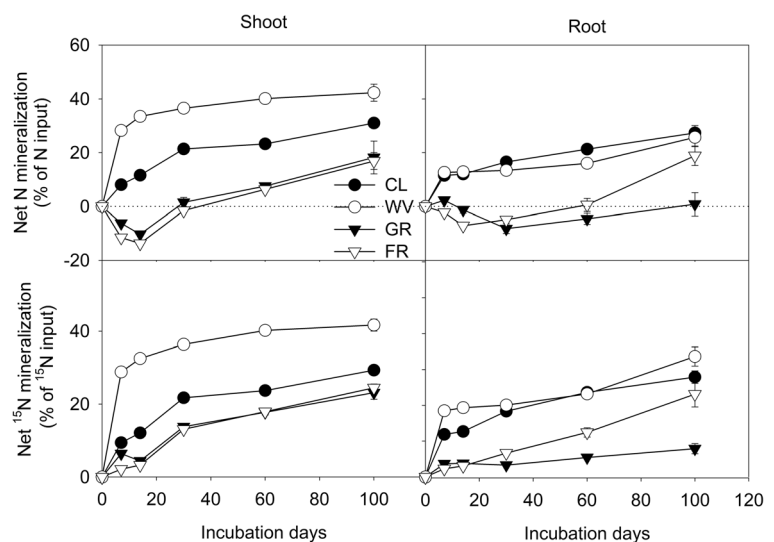 Shoot
Root
Net N mineralization
(% of N input)
60
40
20
0
-20
CL
WV
GR
FR
Net ¹⁵N mineralization
(% of ¹⁵N input)
40
20
0
0 20 40 60 80 100
0 20 40 60 80 100 120
Incubation days
Incubation days